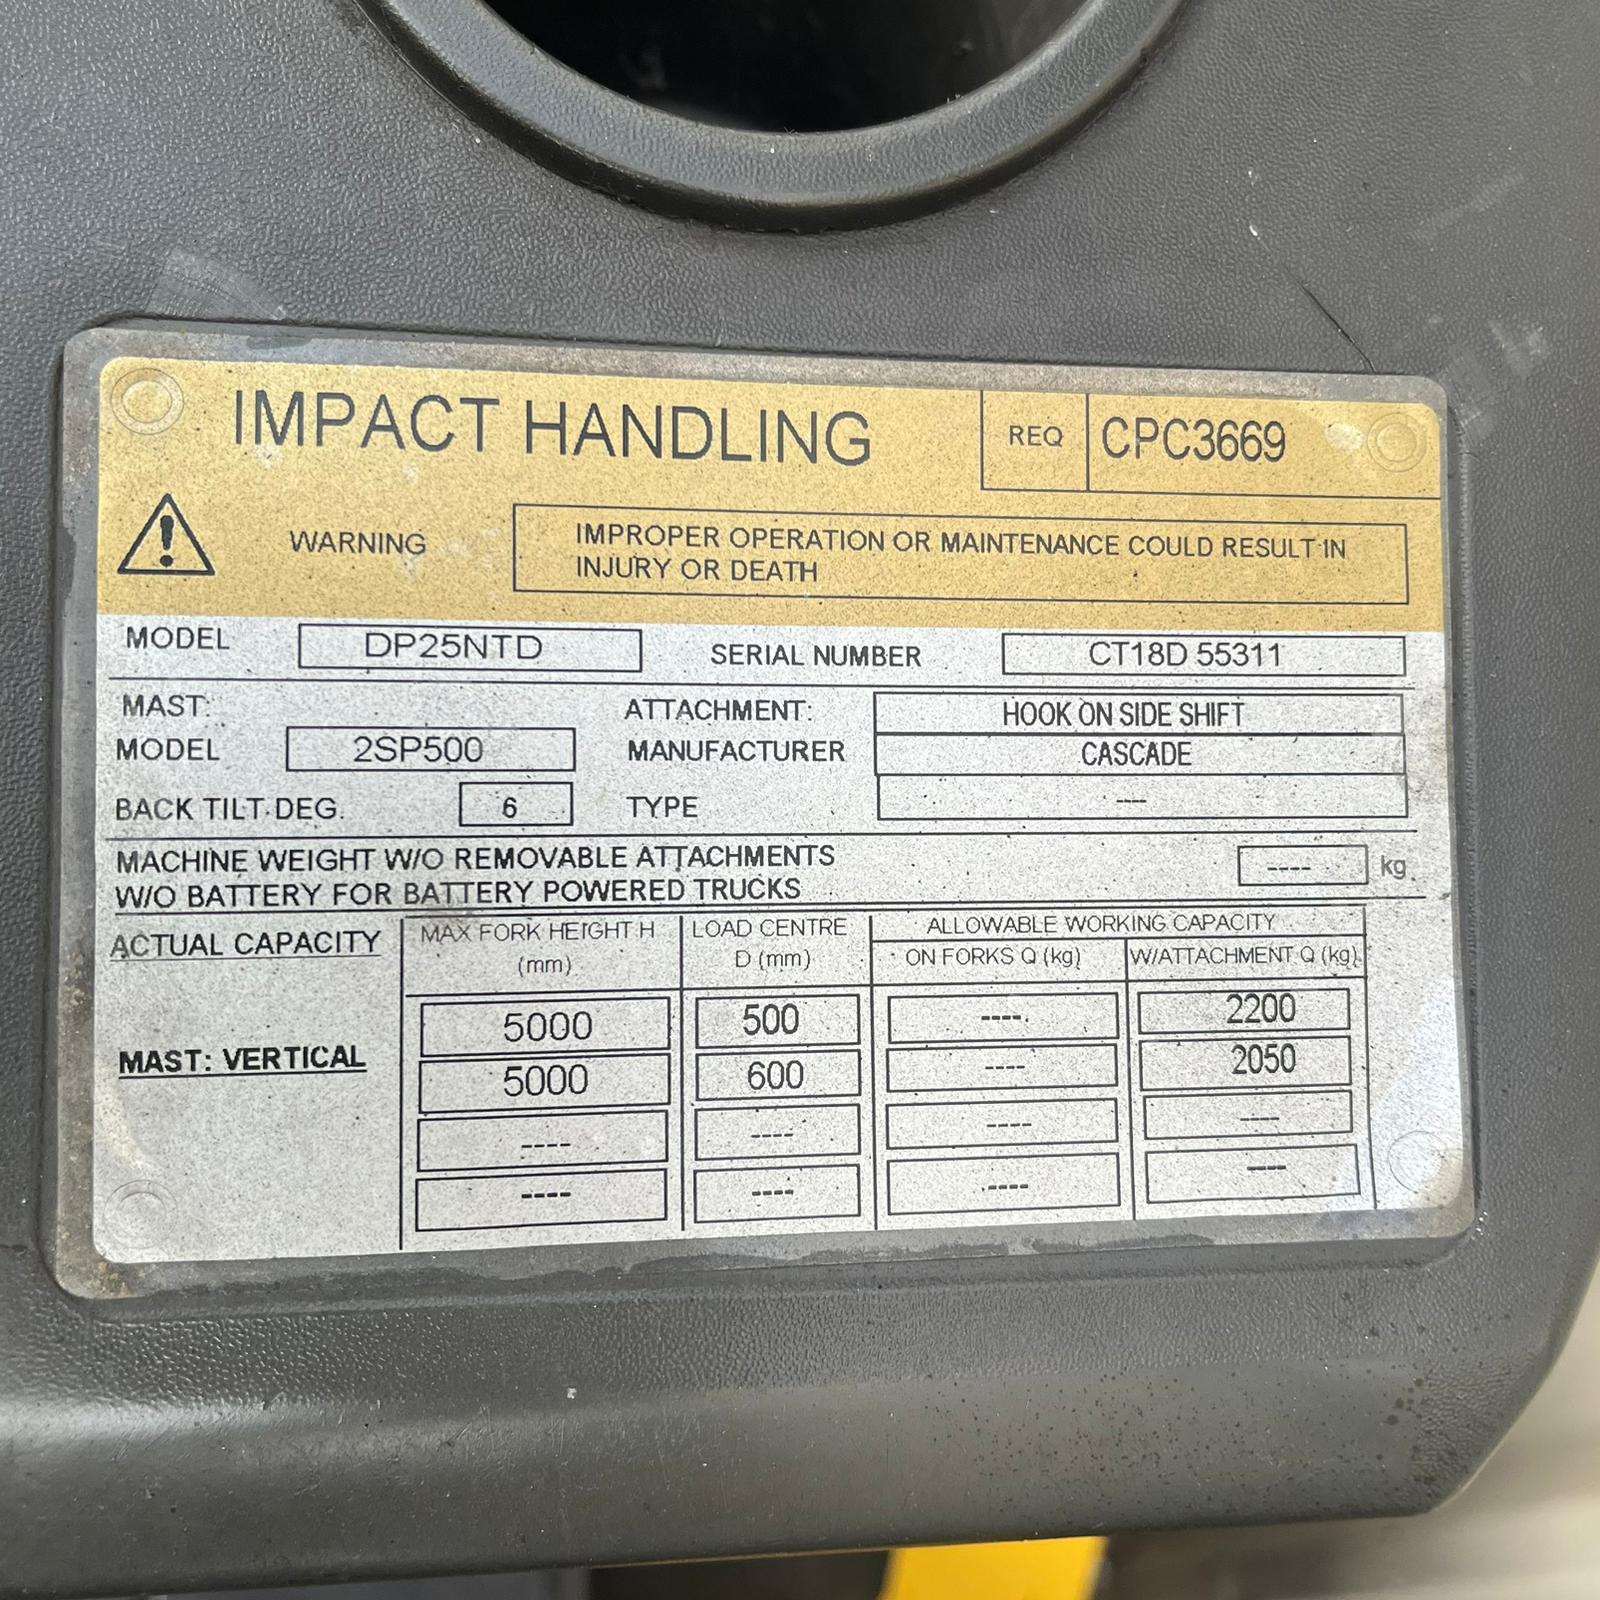 IMPACT HANDLING REQ CPC3669
WARNING IMPROPER OPERATION OR MAINTENANCE COULD RESULT IN
INJURY OR DEATH
MODEL DP25NTD SERIAL NUMBER CT18D 55311
MAST: ATTACHMENT: HOOK ON SIDE SHIFT
MODEL 2SP500 MANUFACTURER CASCADE
BACK TILT DEG. 6 TYPE ----
MACHINE WEIGHT W/O REMOVABLE ATTACHMENTS
W/O BATTERY FOR BATTERY POWERED TRUCKS ---- kg
ACTUAL CAPACITY MAX FORK HEIGHT H LOAD CENTRE ALLOWABLE WORKING CAPACITY
(mm) D (mm) ON FORKS Q (kg) W/ATTACHMENT Q (kg)
5000 500 ---- 2200
MAST: VERTICAL 5000 600 ---- 2050
---- ---- ---- ----
---- ---- ---- ----